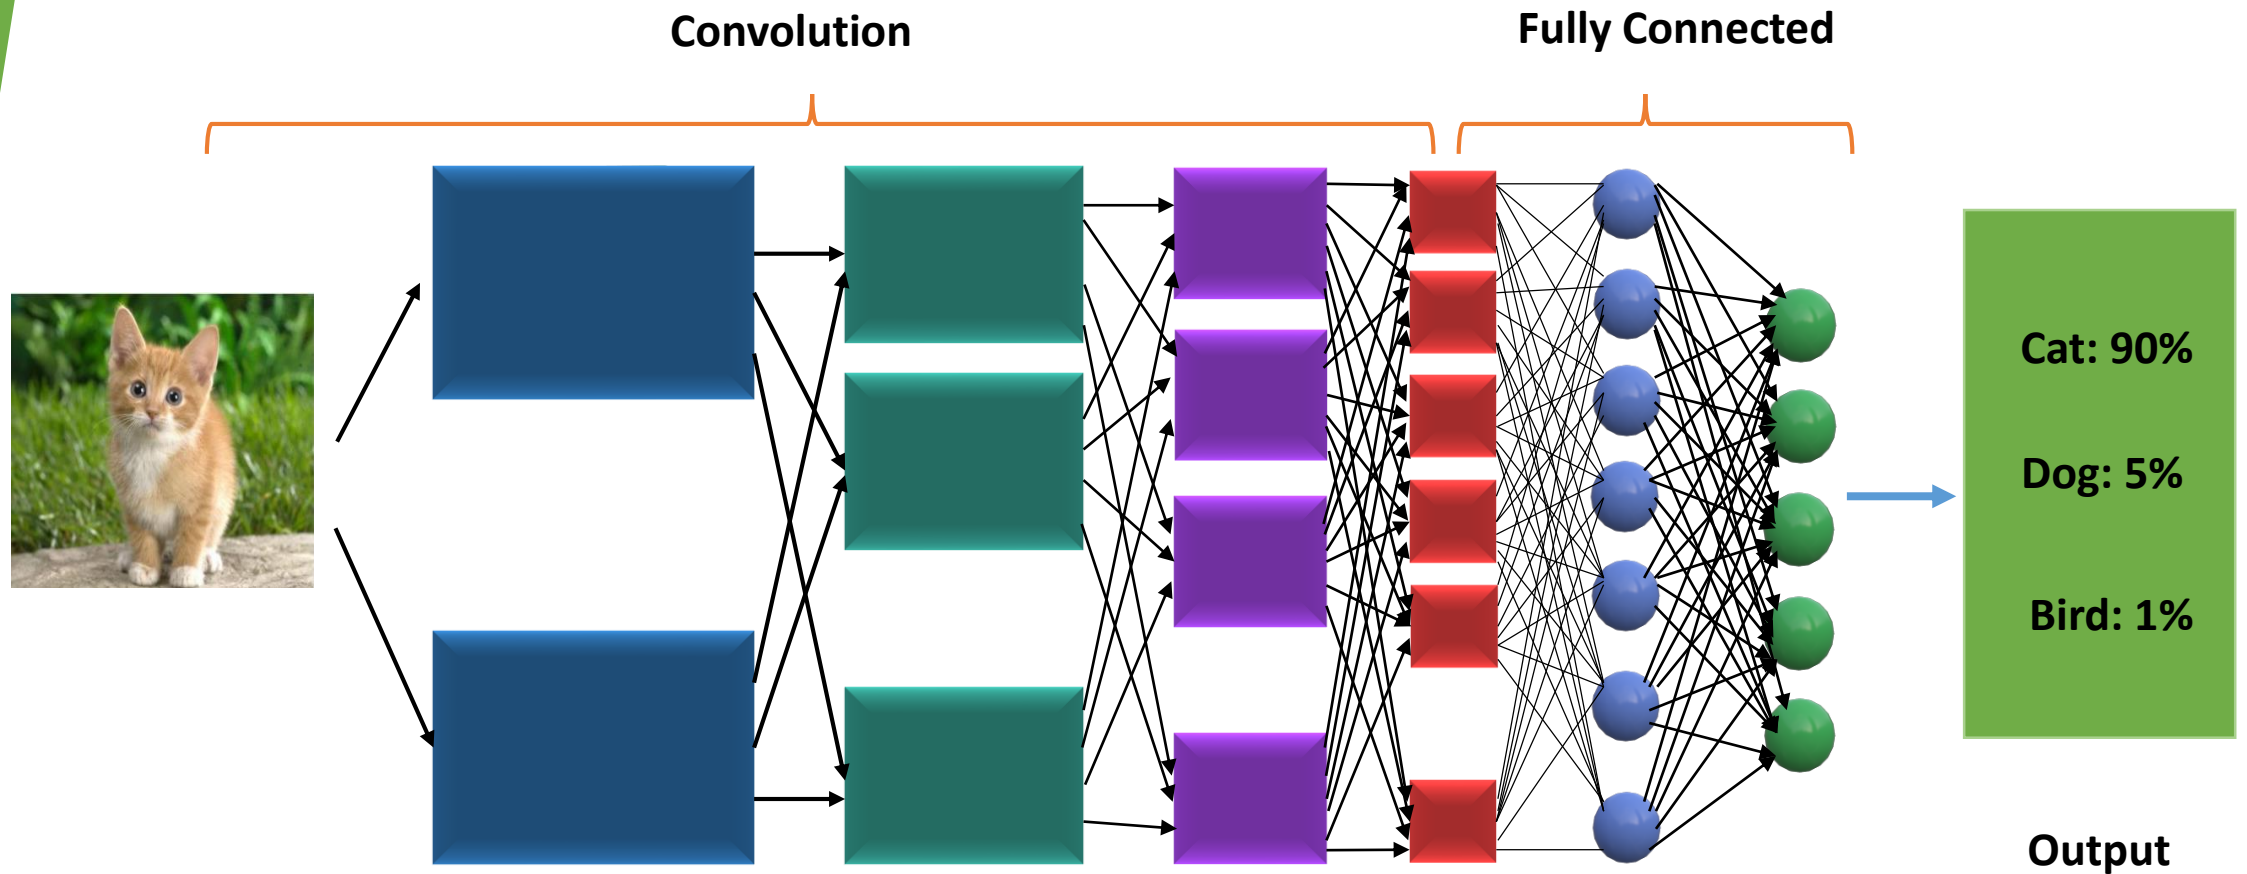 Convolution
Fully Connected
Cat: 90%
Dog: 5%
Bird: 1%
Output